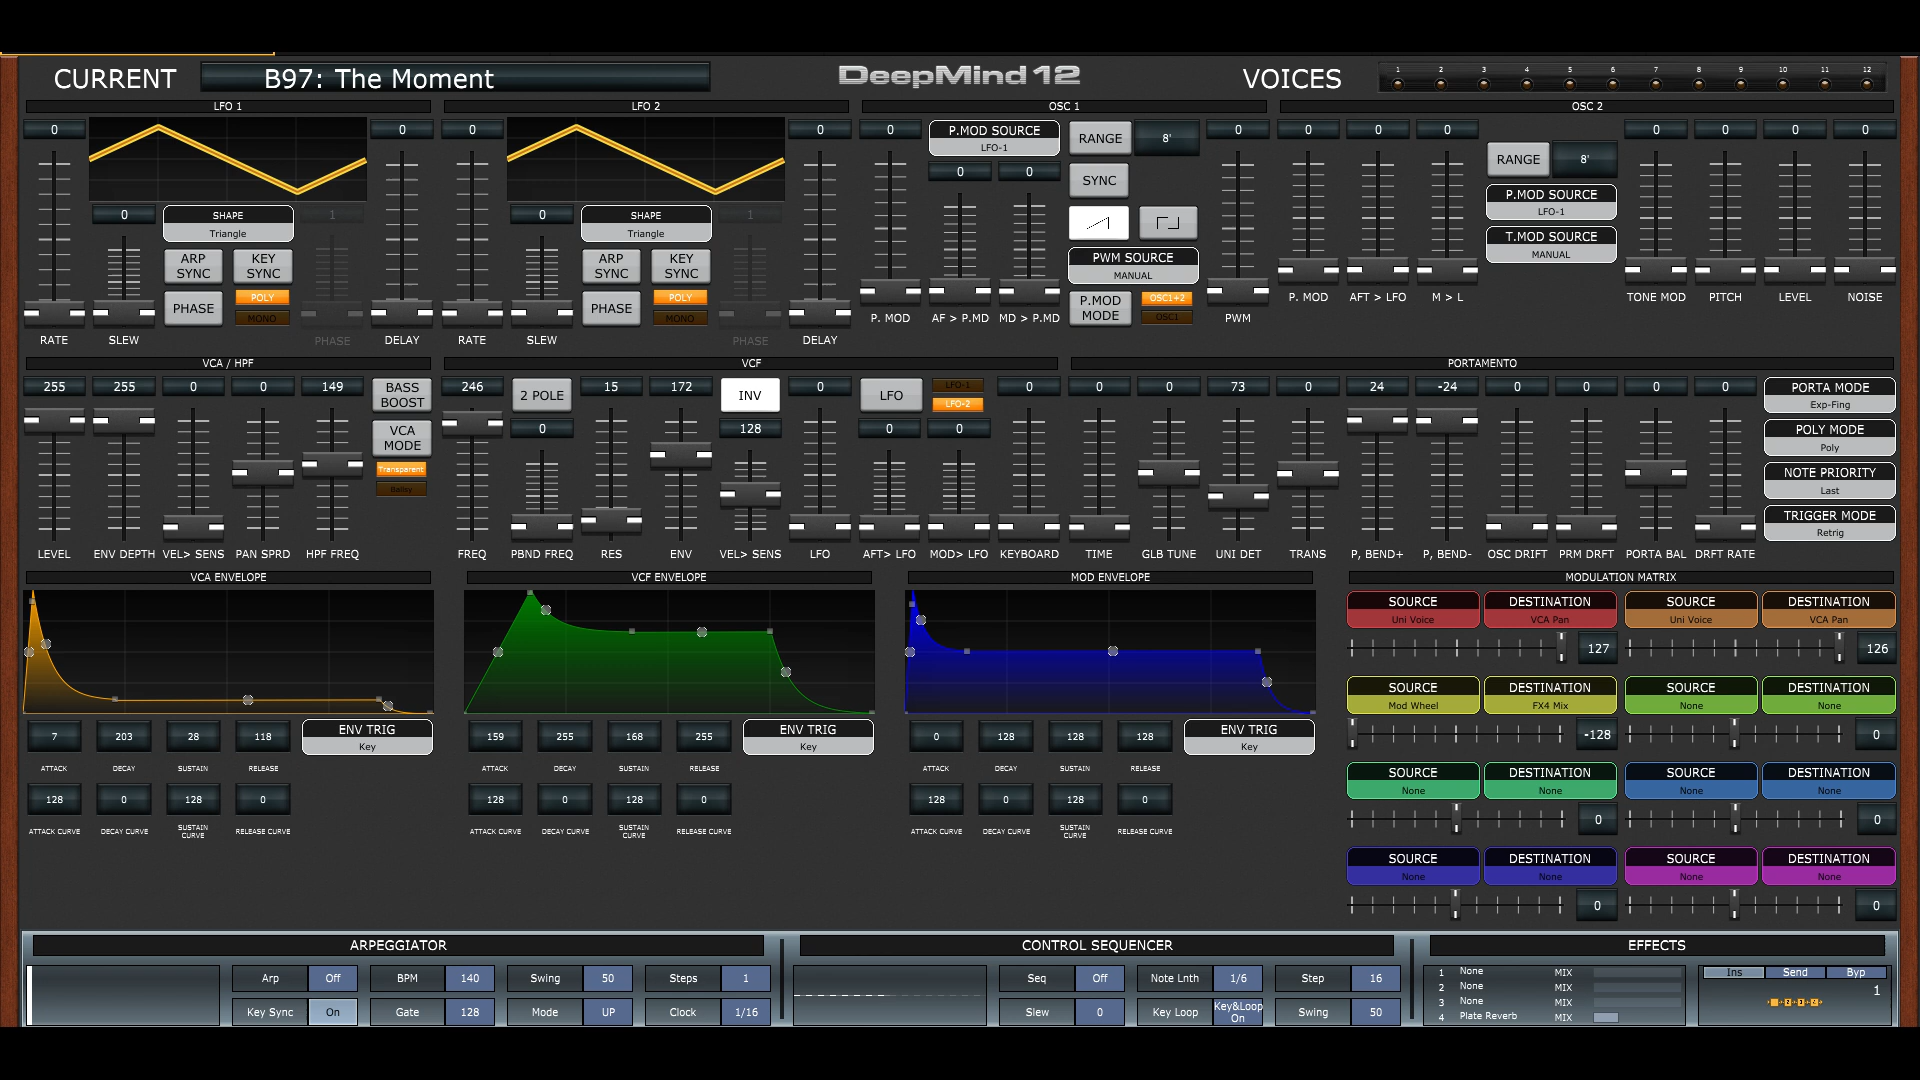 CURRENT B97: The Moment DeepMind 12 VOICES 1 2 3 4 5 6 7 8 9 10 11 12
LFO 1 LFO 2 OSC 1 OSC 2
0 0 0 0 0 P.MOD SOURCE LFO-1 RANGE 8' 0 0 0 0 0 0 0 0
0 SHAPE Triangle 1 0 SHAPE Triangle 1 0 0 SYNC RANGE 8'
P.MOD SOURCE LFO-1
ARP SYNC KEY SYNC ARP SYNC KEY SYNC PWM SOURCE MANUAL T.MOD SOURCE MANUAL
PHASE POLY MONO PHASE POLY MONO P.MOD MODE OSC1+2 OSC1
P. MOD AF > P.MD MD > P.MD PWM P. MOD AFT > LFO M > L TONE MOD PITCH LEVEL NOISE
RATE SLEW PHASE DELAY RATE SLEW PHASE DELAY
VCA / HPF VCF PORTAMENTO
255 255 0 0 149 BASS BOOST 246 2 POLE 15 172 INV 0 LFO LFO-1 LFO-2 0 0 0 73 0 24 -24 0 0 0 0 PORTA MODE Exp-Fing
VCA MODE 0 128 0 0 POLY MODE Poly
Transparent Ballsy NOTE PRIORITY Last
TRIGGER MODE Retrig
LEVEL ENV DEPTH VEL> SENS PAN SPRD HPF FREQ FREQ PBND FREQ RES ENV VEL> SENS LFO AFT> LFO MOD> LFO KEYBOARD TIME GLB TUNE UNI DET TRANS P, BEND+ P, BEND- OSC DRIFT PRM DRFT PORTA BAL DRFT RATE
VCA ENVELOPE VCF ENVELOPE MOD ENVELOPE MODULATION MATRIX
SOURCE DESTINATION SOURCE DESTINATION
Uni Voice VCA Pan Uni Voice VCA Pan
127 126
SOURCE DESTINATION SOURCE DESTINATION
Mod Wheel FX4 Mix None None
-128 0
7 203 28 118 ENV TRIG Key 159 255 168 255 ENV TRIG Key 0 128 128 128 ENV TRIG Key
ATTACK DECAY SUSTAIN RELEASE ATTACK DECAY SUSTAIN RELEASE ATTACK DECAY SUSTAIN RELEASE
SOURCE DESTINATION SOURCE DESTINATION
None None None None
128 0 128 0 128 0 128 0 128 0 128 0
0 0
ATTACK CURVE DECAY CURVE SUSTAIN CURVE RELEASE CURVE ATTACK CURVE DECAY CURVE SUSTAIN CURVE RELEASE CURVE ATTACK CURVE DECAY CURVE SUSTAIN CURVE RELEASE CURVE
SOURCE DESTINATION SOURCE DESTINATION
None None None None
0 0
ARPEGGIATOR CONTROL SEQUENCER EFFECTS
Arp Off BPM 140 Swing 50 Steps 1 Seq Off Note Lnth 1/6 Step 16
Key Sync On Gate 128 Mode UP Clock 1/16 Slew 0 Key Loop Key&Loop On Swing 50
1 None MIX
2 None MIX
3 None MIX
4 Plate Reverb MIX
Ins Send Byp
1